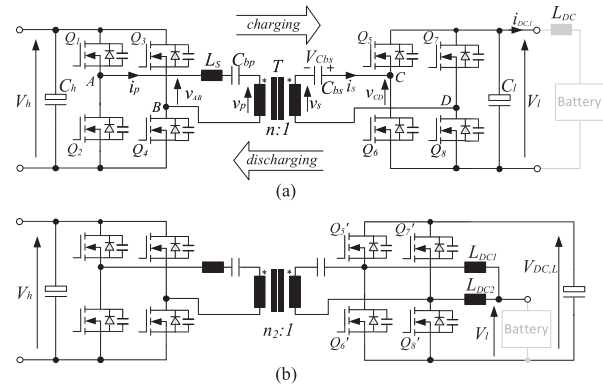 charging
Q1 Q3 LS Cbp T VCbs Q5 Q7 iDC,l LDC
A ip − + Cbs is C
Vh Ch B vAB vp * * vs vCD D Cl Vl Battery
Q2 Q4 n:1 Q6 Q8
discharging
(a)
Q5' Q7' LDC1
Vh * * LDC2 VDC,L
n2:1 Q6' Q8' Vl Battery
(b)